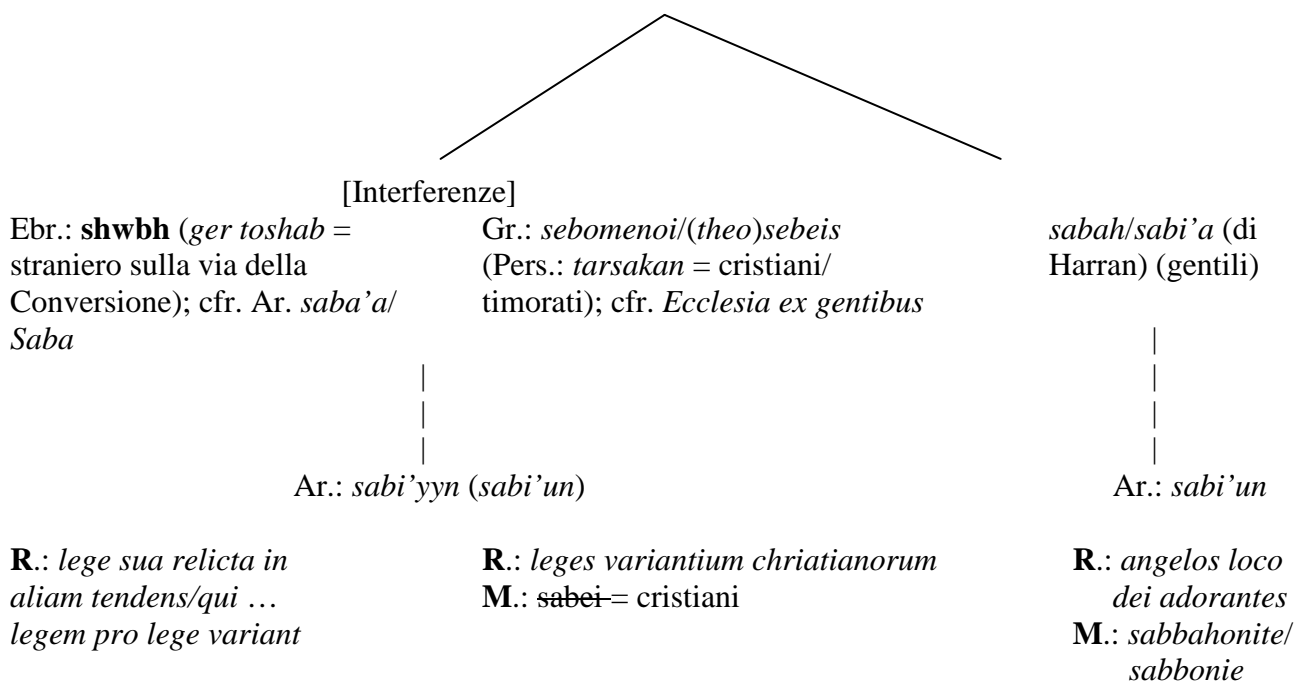 [Interferenze]
Ebr.: shwbh (ger toshab =
straniero sulla via della
Conversione); cfr. Ar. saba’a/
Saba
Gr.: sebomenoi/(theo)sebeis
(Pers.: tarsakan = cristiani/
timorati); cfr. Ecclesia ex gentibus
sabah/sabi’a (di
Harran) (gentili)
Ar.: sabi’yyn (sabi’un)
Ar.: sabi’un
R.: lege sua relicta in
aliam tendens/qui …
legem pro lege variant
R.: leges variantium chriatianorum
M.: sabei = cristiani
R.: angelos loco
dei adorantes
M.: sabbahonite/
sabbonie